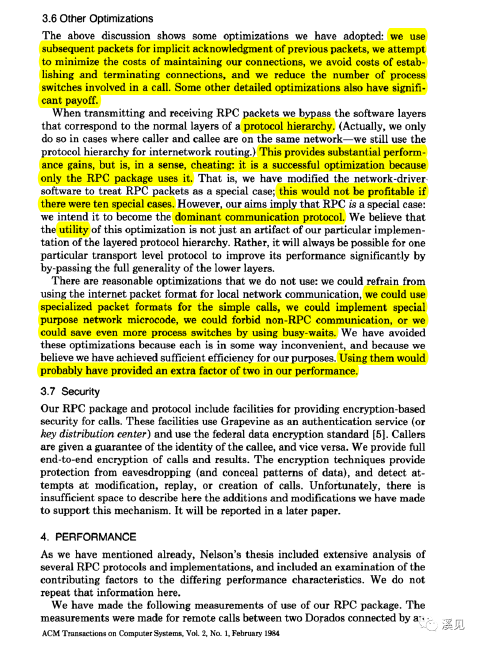 3.6 Other Optimizations
The above discussion shows some optimizations we have adopted: we use
subsequent packets for implicit acknowledgment of previous packets, we attempt
to minimize the costs of maintaining our connections, we avoid costs of estab-
lishing and terminating connections, and we reduce the number of process
switches involved in a call. Some other detailed optimizations also have signifi-
cant payoff.
When transmitting and receiving RPC packets we bypass the software layers
that correspond to the normal layers of a protocol hierarchy. (Actually, we only
do so in cases where caller and callee are on the same network—we still use the
protocol hierarchy for internetwork routing.) This provides substantial perform-
ance gains, but is, in a sense, cheating: it is a successful optimization because
only the RPC package uses it. That is, we have modified the network-driver
software to treat RPC packets as a special case; this would not be profitable if
there were ten special cases. However, our aims imply that RPC is a special case:
we intend it to become the dominant communication protocol. We believe that
the utility of this optimization is not just an artifact of our particular implemen-
tation of the layered protocol hierarchy. Rather, it will always be possible for one
particular transport level protocol to improve its performance significantly by
by-passing the full generality of the lower layers.
There are reasonable optimizations that we do not use: we could refrain from
using the internet packet format for local network communication, we could use
specialized packet formats for the simple calls, we could implement special
purpose network microcode, we could forbid non-RPC communication, or we
could save even more process switches by using busy-waits. We have avoided
these optimizations because each is in some way inconvenient, and because we
believe we have achieved sufficient efficiency for our purposes. Using them would
probably have provided an extra factor of two in our performance.
3.7 Security
Our RPC package and protocol include facilities for providing encryption-based
security for calls. These facilities use Grapevine as an authentication service (or
key distribution center) and use the federal data encryption standard [5]. Callers
are given a guarantee of the identity of the callee, and vice versa. We provide full
end-to-end encryption of calls and results. The encryption techniques provide
protection from eavesdropping (and conceal patterns of data), and detect at-
tempts at modification, replay, or creation of calls. Unfortunately, there is
insufficient space to describe here the additions and modifications we have made
to support this mechanism. It will be reported in a later paper.
4. PERFORMANCE
As we have mentioned already, Nelson's thesis included extensive analysis of
several RPC protocols and implementations, and included an examination of the
contributing factors to the differing performance characteristics. We do not
repeat that information here.
We have made the following measurements of use of our RPC package. The
measurements were made for remote calls between two Dorados connected by
ACM Transactions on Computer Systems, Vol. 2, No. 1, February 1984
溪见